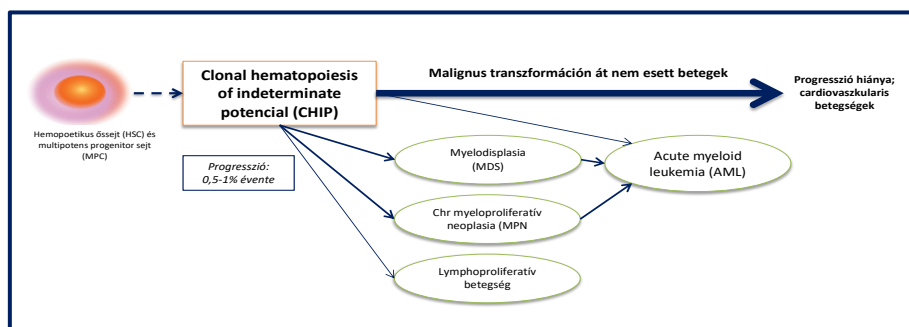 Hemopoetikus őssejt (HSC) és
multipotens progenitor sejt
(MPC)
Clonal hematopoiesis
of indeterminate
potencial (CHIP)
Progresszió:
0,5-1% évente
Malignus transzformáción át nem esett betegek
Progresszió hiánya;
cardiovaszkularis
betegségek
Myelodisplasia
(MDS)
Chr myeloproliferatív
neoplasia (MPN
Lymphoproliferatív
betegség
Acute myeloid
leukemia (AML)